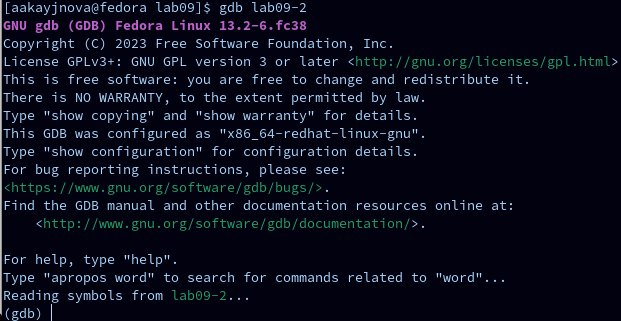 [aakayjnova@fedora lab09]$ gdb lab09-2
GNU gdb (GDB) Fedora Linux 13.2-6.fc38
Copyright (C) 2023 Free Software Foundation, Inc.
License GPLv3+: GNU GPL version 3 or later <http://gnu.org/licenses/gpl.html>
This is free software: you are free to change and redistribute it.
There is NO WARRANTY, to the extent permitted by law.
Type "show copying" and "show warranty" for details.
This GDB was configured as "x86_64-redhat-linux-gnu".
Type "show configuration" for configuration details.
For bug reporting instructions, please see:
<https://www.gnu.org/software/gdb/bugs/>.
Find the GDB manual and other documentation resources online at:
    <http://www.gnu.org/software/gdb/documentation/>.
For help, type "help".
Type "apropos word" to search for commands related to "word"...
Reading symbols from lab09-2...
(gdb)